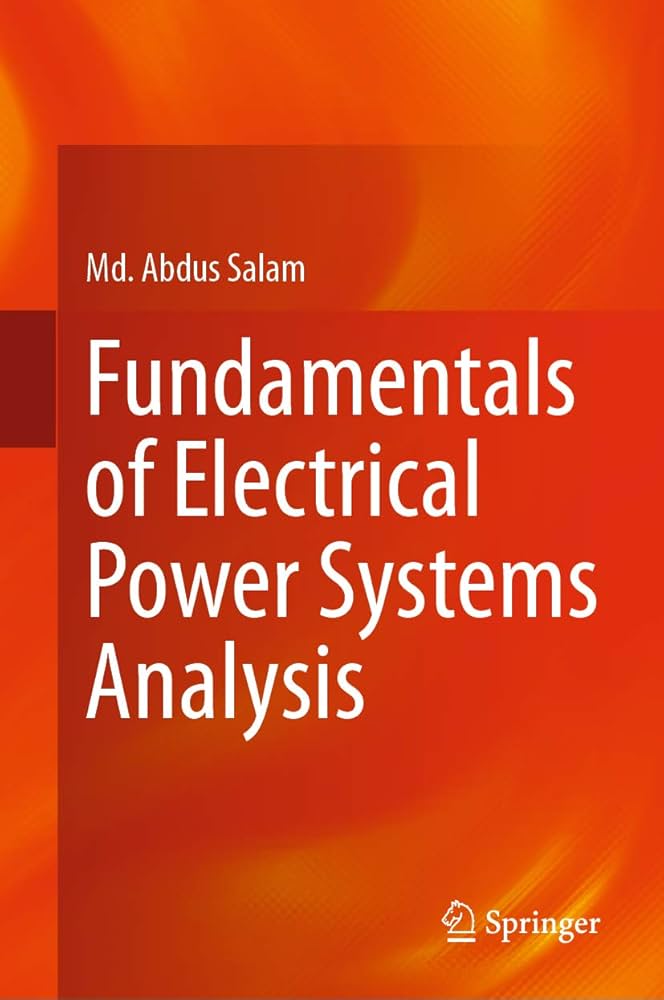 Md. Abdus Salam
Fundamentals
of Electrical
Power Systems
Analysis
Springer